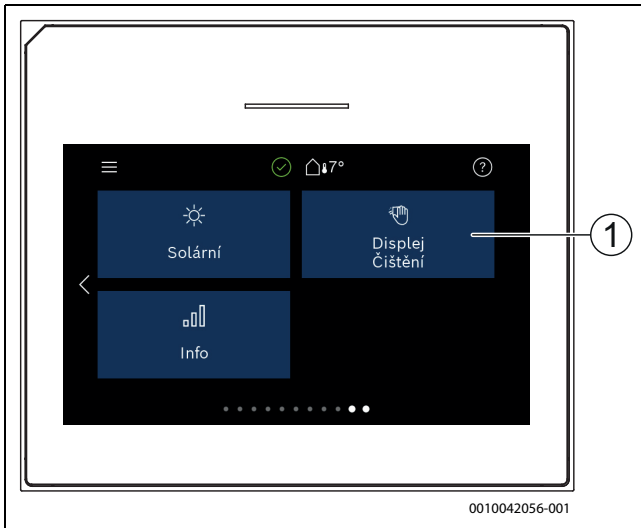 7°
?
Solární
Displej
Čištění
1
Info
0010042056-001